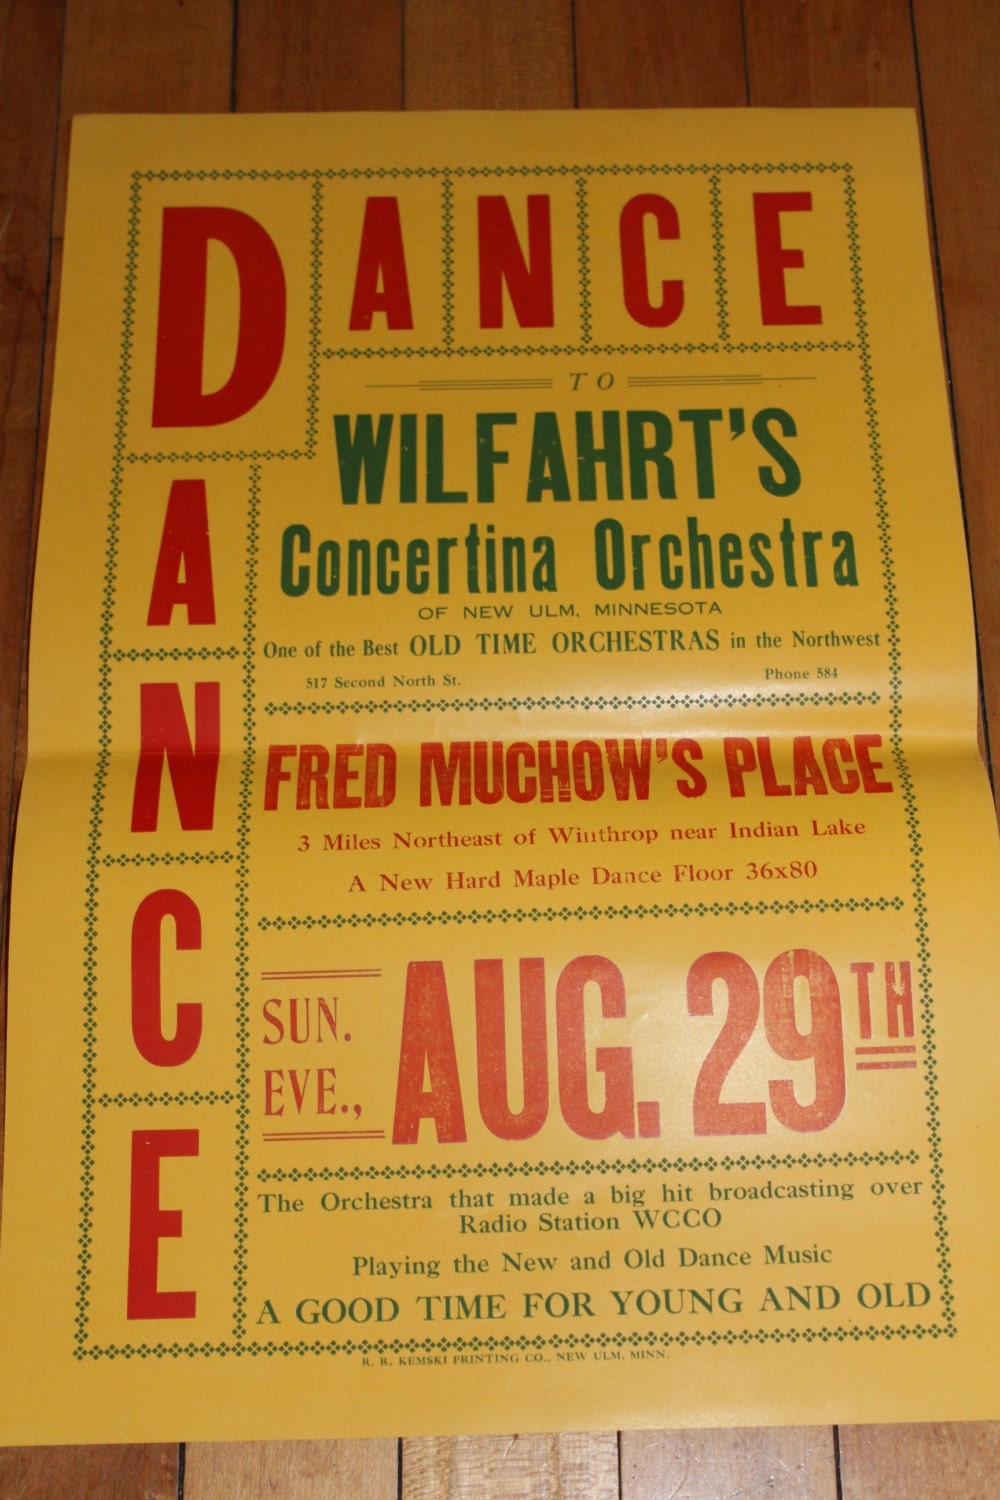 DANCE
DANCE
TO
WILFAHRT'S
Concertina Orchestra
OF NEW ULM, MINNESOTA
One of the Best OLD TIME ORCHESTRAS in the Northwest
517 Second North St. Phone 584
FRED MUCHOW'S PLACE
3 Miles Northeast of Winthrop near Indian Lake
A New Hard Maple Dance Floor 36x80
SUN. EVE., AUG. 29TH
The Orchestra that made a big hit broadcasting over
Radio Station WCCO
Playing the New and Old Dance Music
A GOOD TIME FOR YOUNG AND OLD
R. R. KEMSKI PRINTING CO., NEW ULM, MINN.